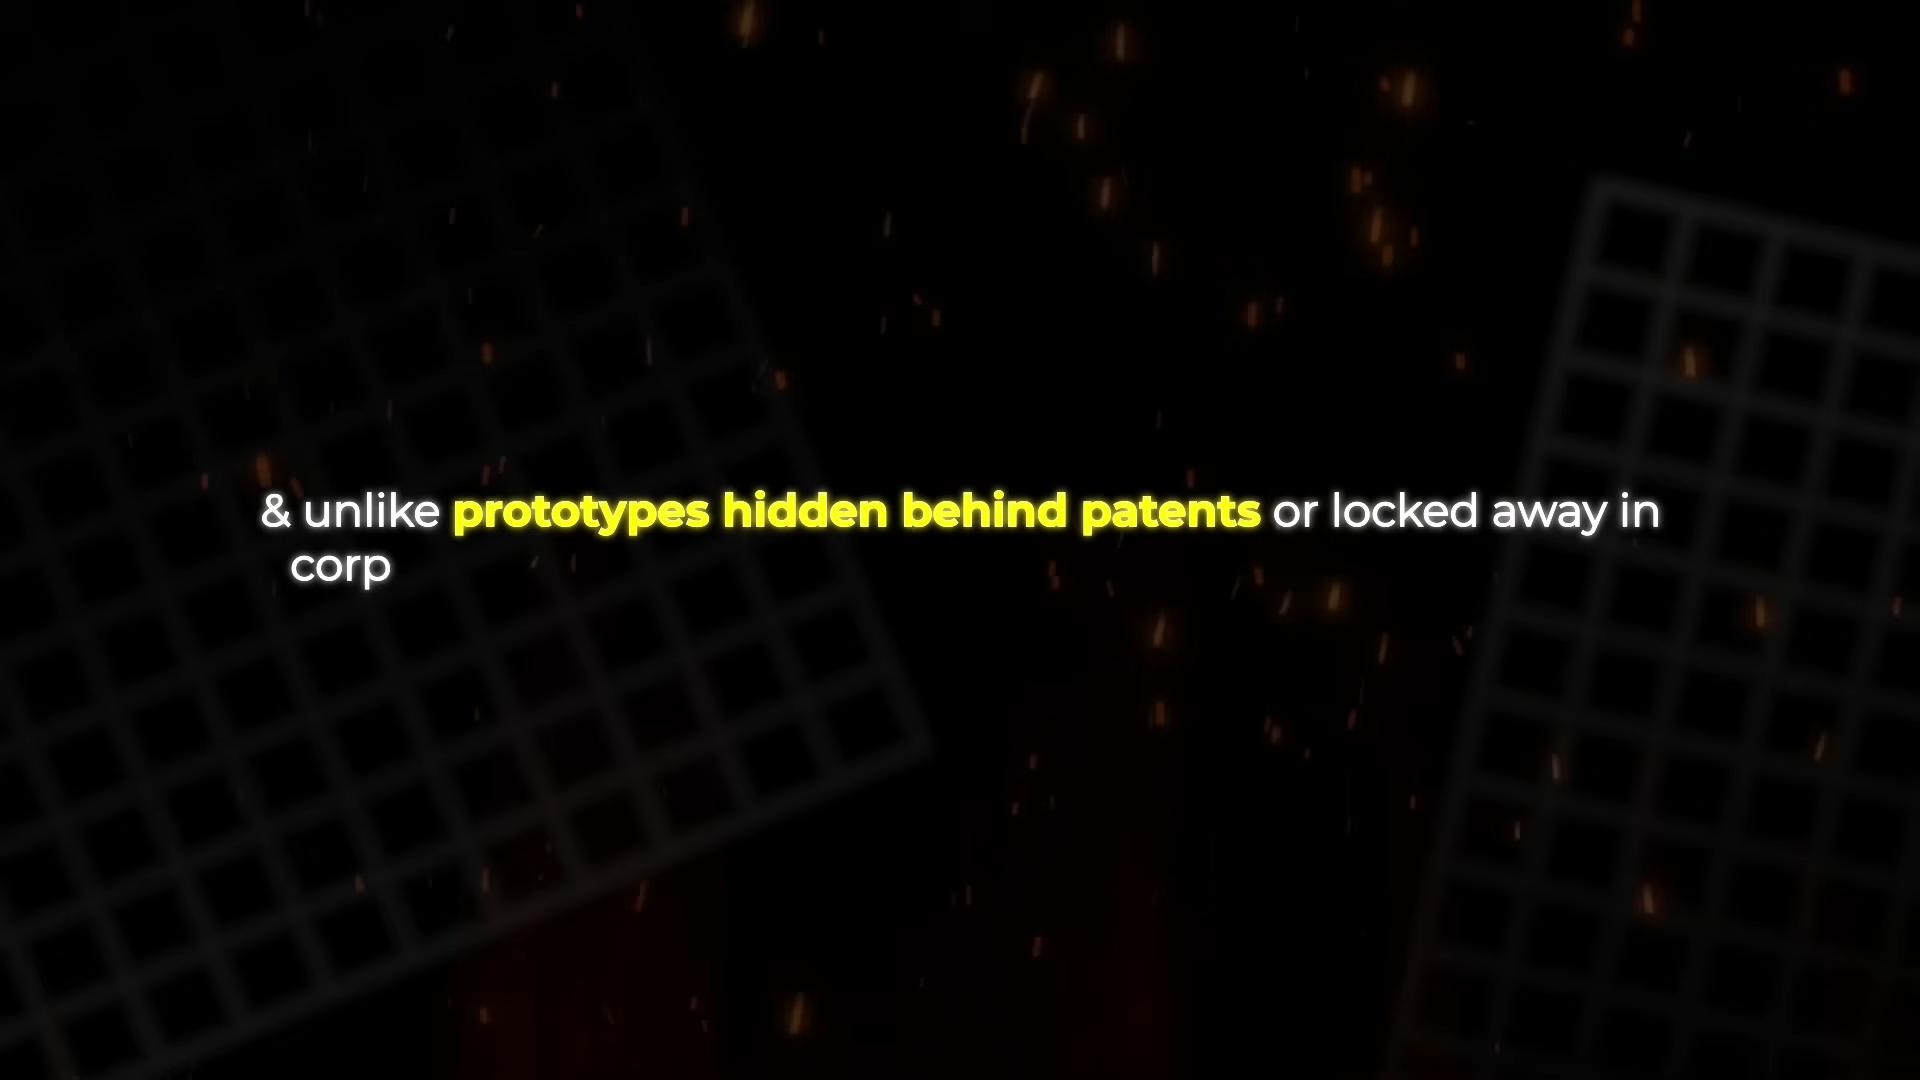 & unlike prototypes hidden behind patents or locked away in
corp